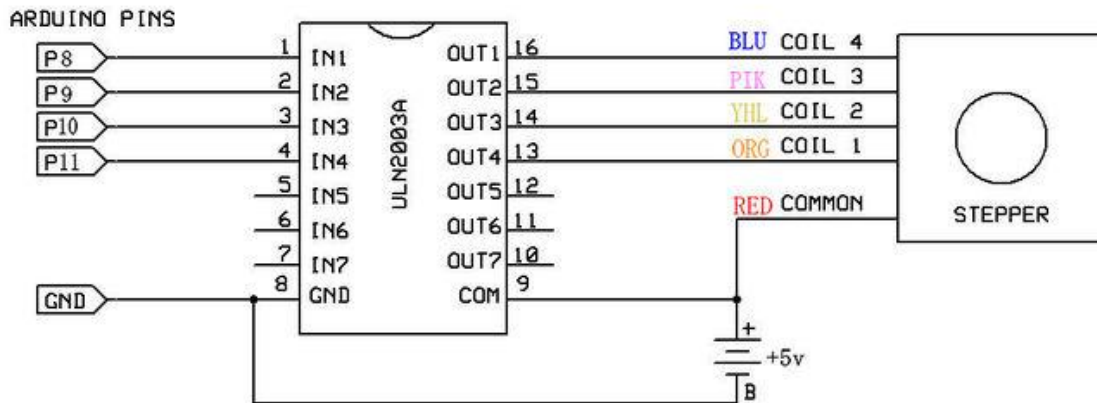 ARDUINO PINS
P8 1 IN1 OUT1 16 BLU COIL 4
P9 2 IN2 OUT2 15 PIK COIL 3
P10 3 IN3 OUT3 14 YHL COIL 2
P11 4 IN4 OUT4 13 ORG COIL 1
5 IN5 OUT5 12
6 IN6 OUT6 11
7 IN7 OUT7 10
GND 8 GND COM 9
ULN2003A
RED COMMON
STEPPER
+
+5v
B